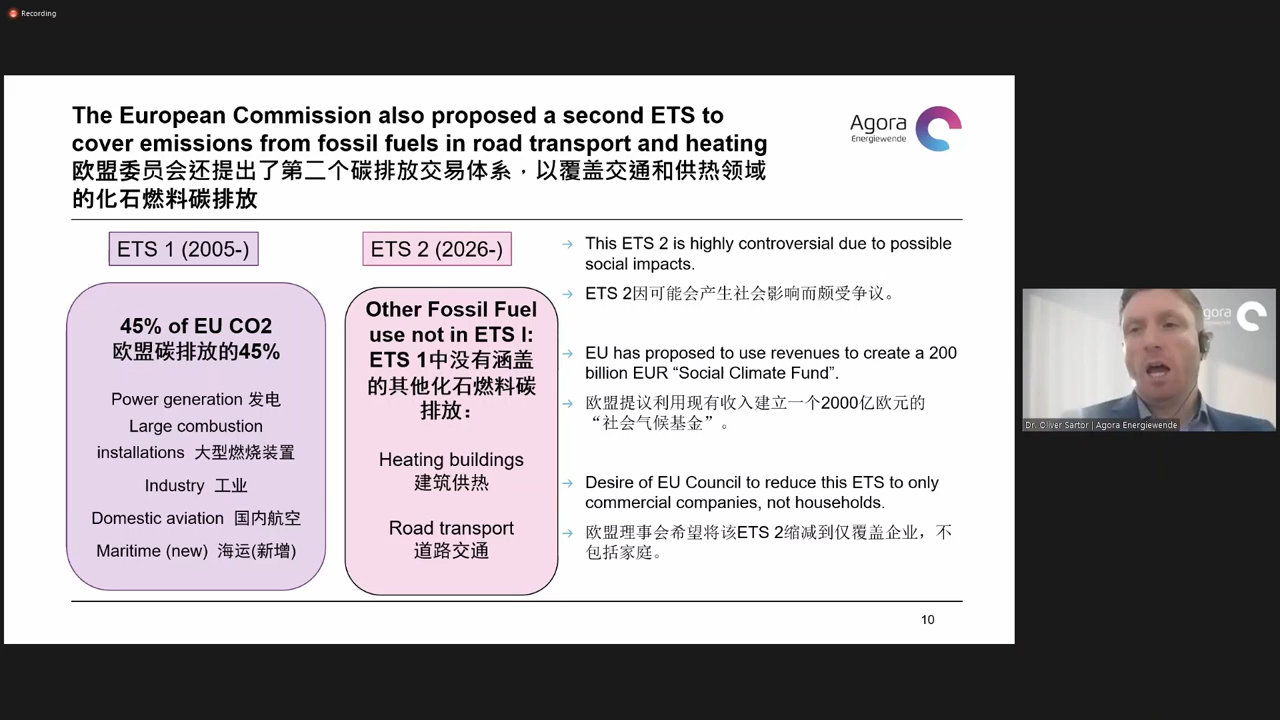 Recording
The European Commission also proposed a second ETS to
cover emissions from fossil fuels in road transport and heating
欧盟委员会还提出了第二个碳排放交易体系，以覆盖交通和供热领域
的化石燃料碳排放
Agora
Energiewende
ETS 1 (2005-)
45% of EU CO2
欧盟碳排放的45%
Power generation 发电
Large combustion
installations 大型燃烧装置
Industry 工业
Domestic aviation 国内航空
Maritime (new) 海运(新增)
ETS 2 (2026-)
Other Fossil Fuel
use not in ETS I:
ETS 1中没有涵盖
的其他化石燃料碳
排放：
Heating buildings
建筑供热
Road transport
道路交通
→ This ETS 2 is highly controversial due to possible
social impacts.
→ ETS 2因可能会产生社会影响而颇受争议。
→ EU has proposed to use revenues to create a 200
billion EUR “Social Climate Fund”.
→ 欧盟提议利用现有收入建立一个2000亿欧元的
“社会气候基金”。
→ Desire of EU Council to reduce this ETS to only
commercial companies, not households.
→ 欧盟理事会希望将该ETS 2缩减到仅覆盖企业，不
包括家庭。
10
gora
Energiewende
Dr. Oliver Sartor | Agora Energiewende